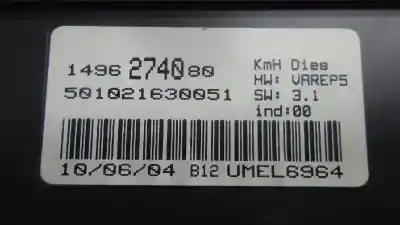 1496 2740 80
501021630051
KmH Dies
HW: VAREP5
SW: 3.1
ind:00
10/06/04 B12 UMEL6964